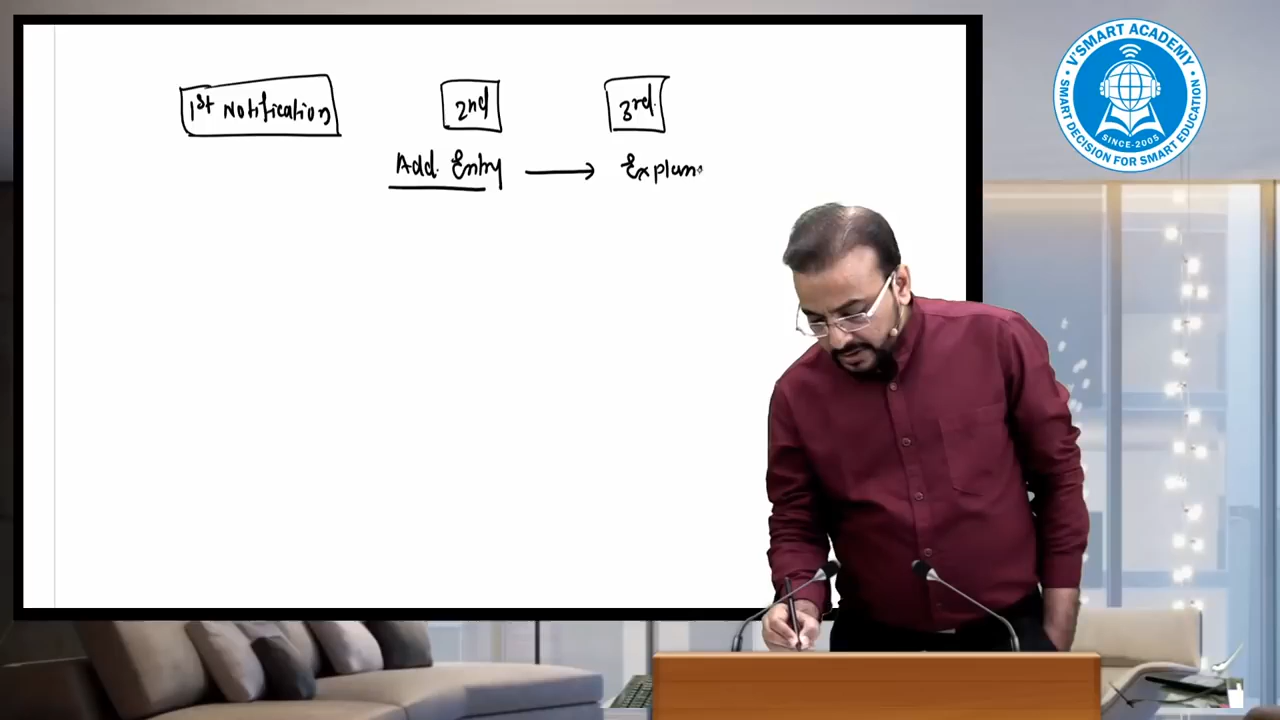 1st Notification 2nd 3rd.
Add. Entry → Explan
V'SMART ACADEMY
SINCE-2005
SMART DECISION FOR SMART EDUCATION